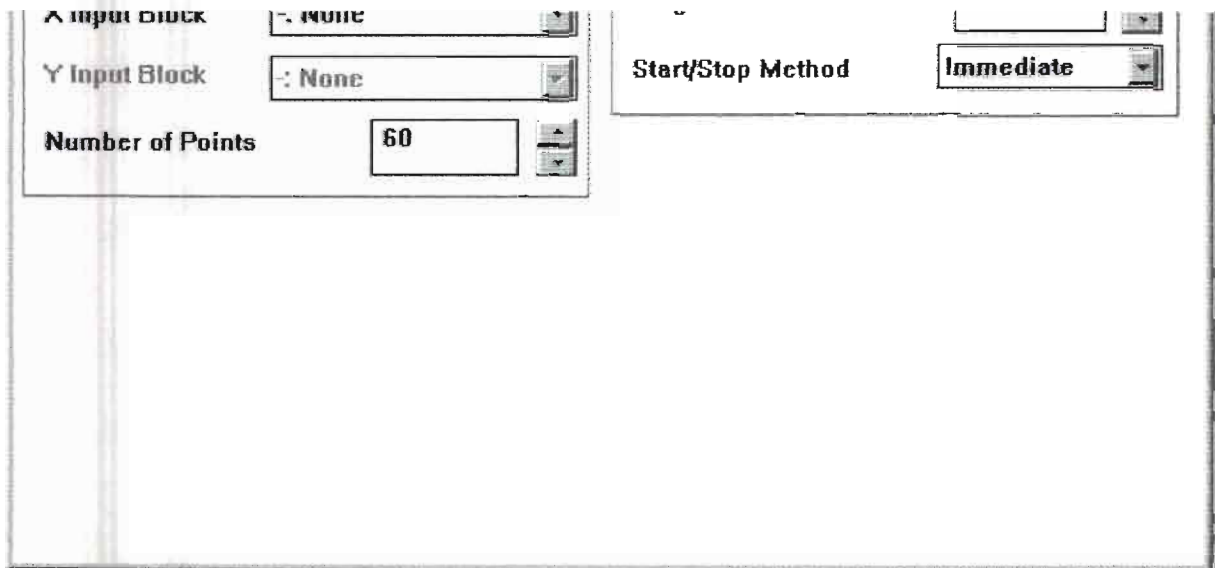 X Input Block -: None
Y Input Block -: None
Number of Points 60
Start/Stop Method Immediate